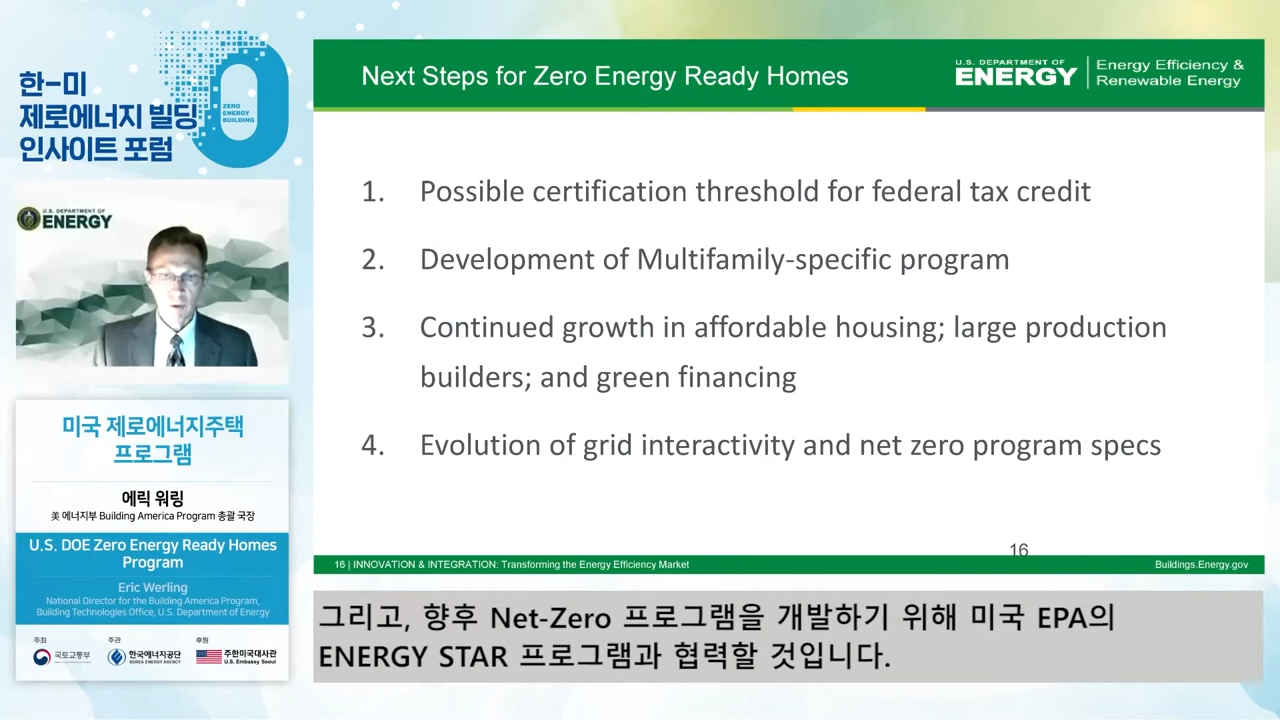 한-미
제로에너지 빌딩
인사이트 포럼
ZERO
ENERGY
BUILDING
U.S. DEPARTMENT OF
ENERGY
미국 제로에너지주택
프로그램
에릭 워링
美 에너지부 Building America Program 총괄 국장
U.S. DOE Zero Energy Ready Homes
Program
Eric Werling
National Director for the Building America Program,
Building Technologies Office, U.S. Department of Energy
주최
주관
후원
국토교통부
한국에너지공단
KOREA ENERGY AGENCY
주한미국대사관
U.S. Embassy Seoul
Next Steps for Zero Energy Ready Homes
U.S. DEPARTMENT OF
ENERGY
Energy Efficiency &
Renewable Energy
1. Possible certification threshold for federal tax credit
2. Development of Multifamily-specific program
3. Continued growth in affordable housing; large production
builders; and green financing
4. Evolution of grid interactivity and net zero program specs
16
16 | INNOVATION & INTEGRATION: Transforming the Energy Efficiency Market
Buildings.Energy.gov
그리고, 향후 Net-Zero 프로그램을 개발하기 위해 미국 EPA의
ENERGY STAR 프로그램과 협력할 것입니다.